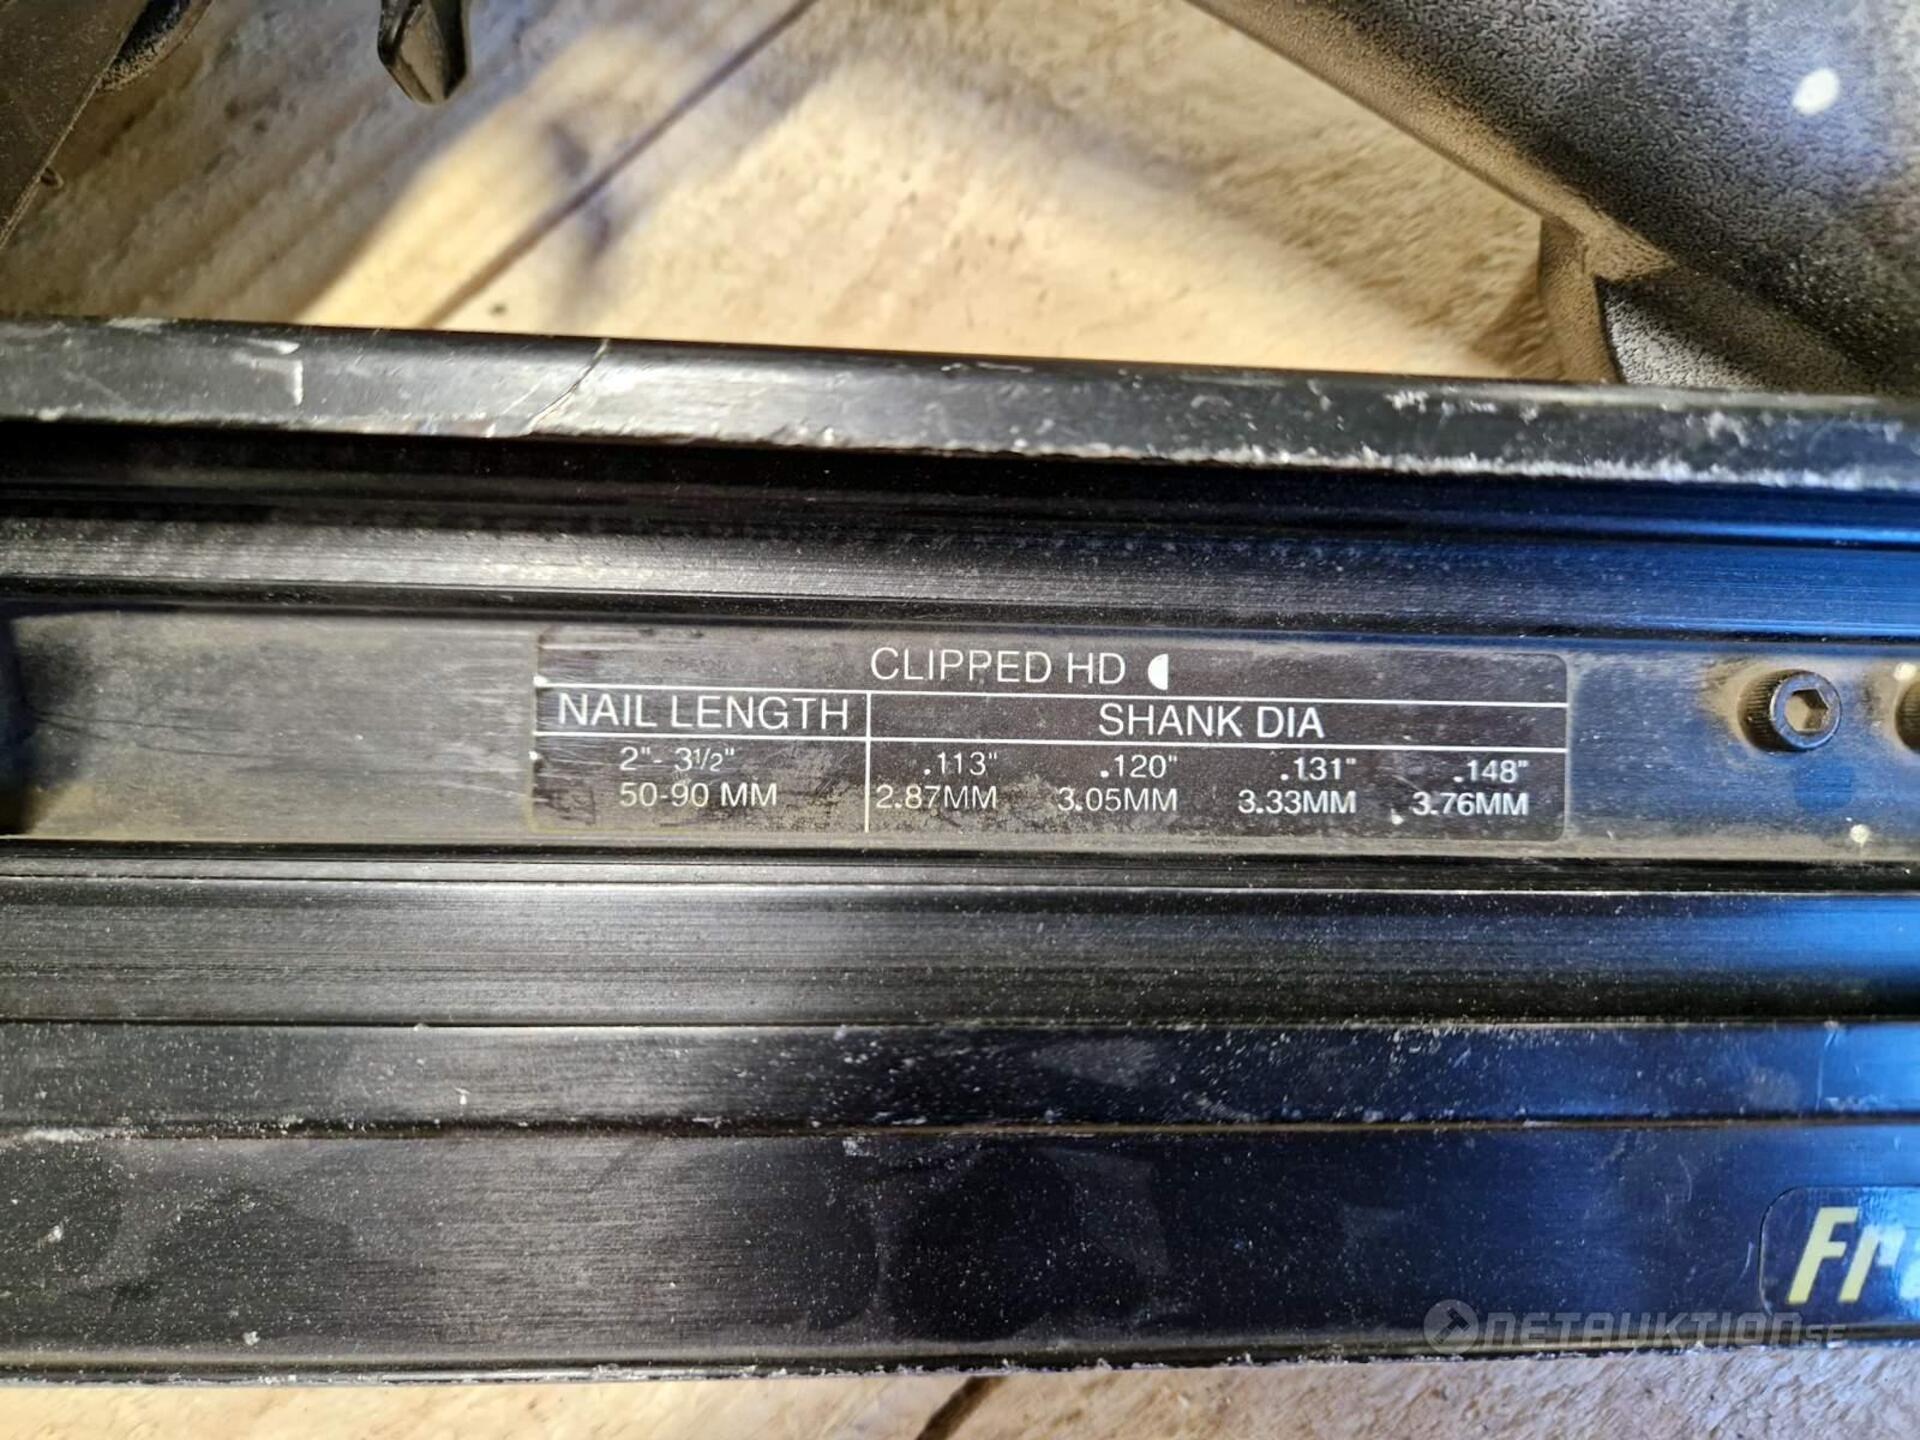 CLIPPED HD
NAIL LENGTH SHANK DIA
2"- 3½" .113" .120" .131" .148"
50-90 MM 2.87MM 3.05MM 3.33MM 3.76MM
NETAUKTION.SE